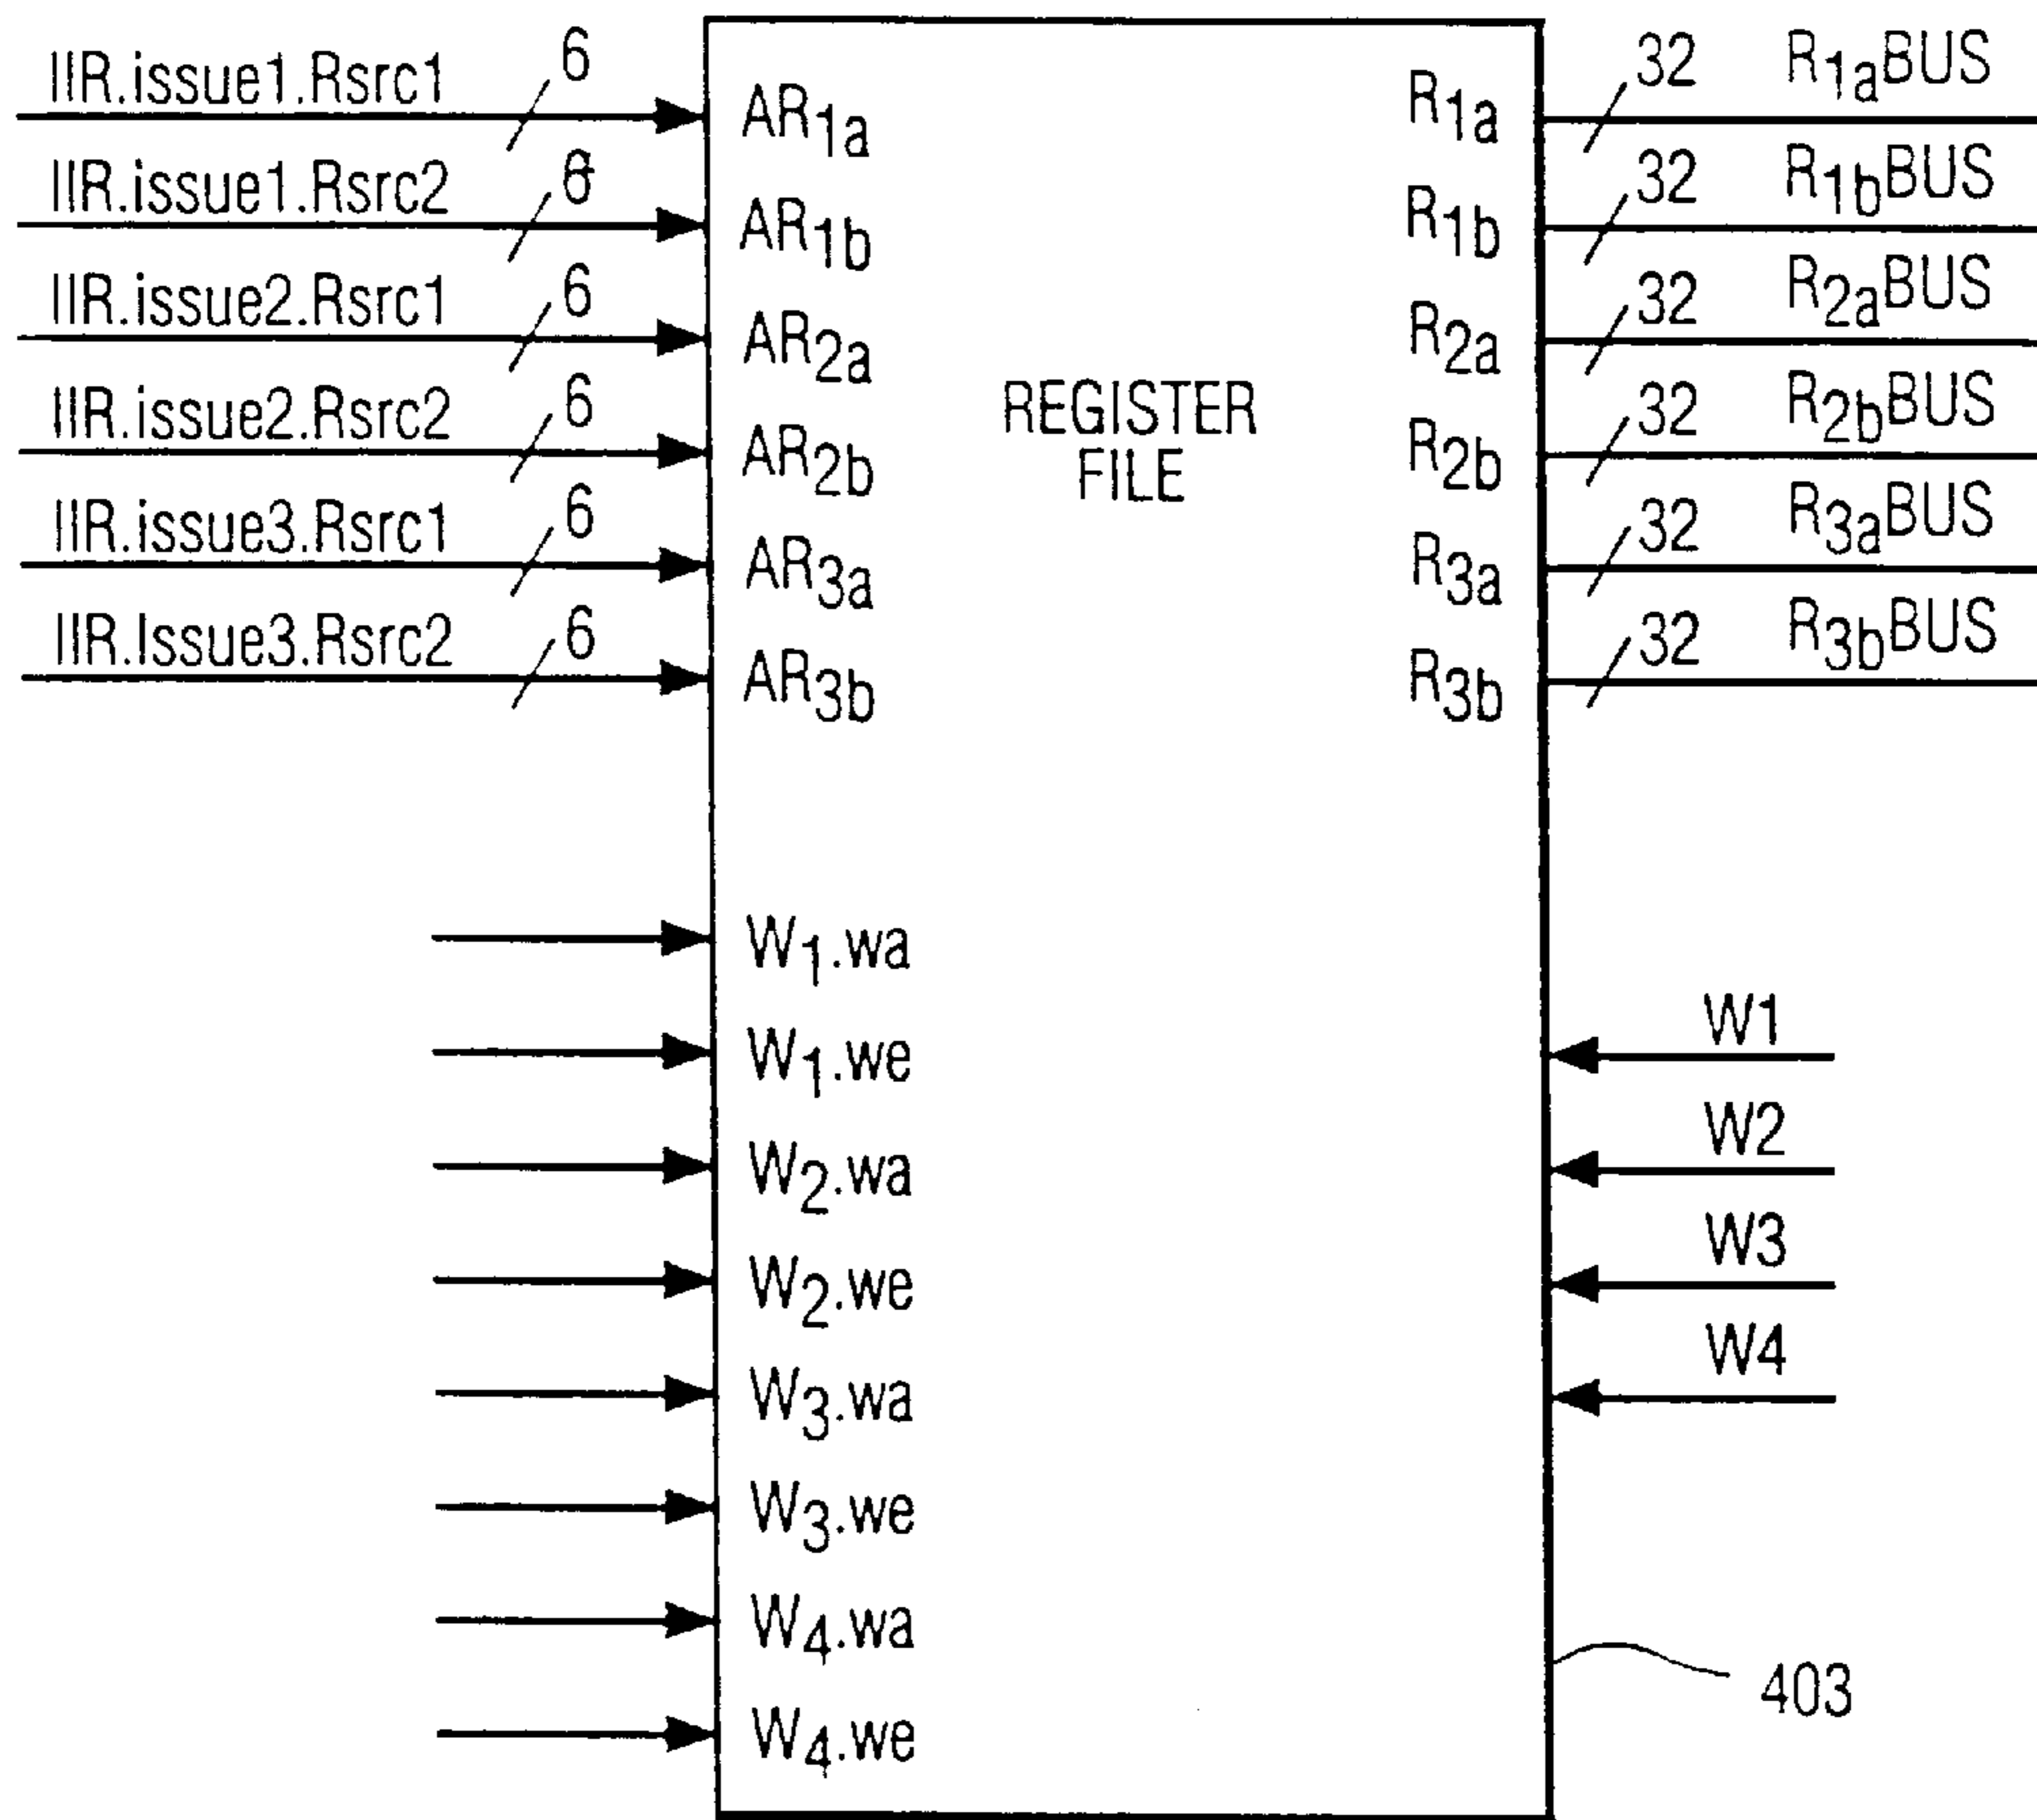 IIR.issue1.Rsrc1 6 AR1a R1a 32 R1aBUS
IIR.issue1.Rsrc2 6 AR1b R1b 32 R1bBUS
IIR.issue2.Rsrc1 6 AR2a R2a 32 R2aBUS
IIR.issue2.Rsrc2 6 AR2b REGISTER R2b 32 R2bBUS
FILE
IIR.issue3.Rsrc1 6 AR3a R3a 32 R3aBUS
IIR.Issue3.Rsrc2 6 AR3b R3b 32 R3bBUS
W1.wa
W1.we W1
W2.wa W2
W2.we W3
W3.wa W4
W3.we
W4.wa
403
W4.we